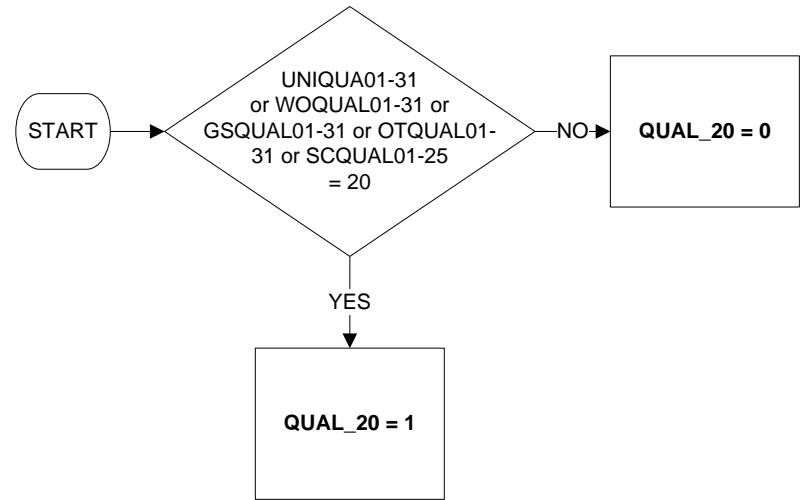 START
UNIQUA01-31
or WOQUAL01-31 or
GSQUAL01-31 or OTQUAL01-
31 or SCQUAL01-25
= 20
NO
QUAL_20 = 0
YES
QUAL_20 = 1